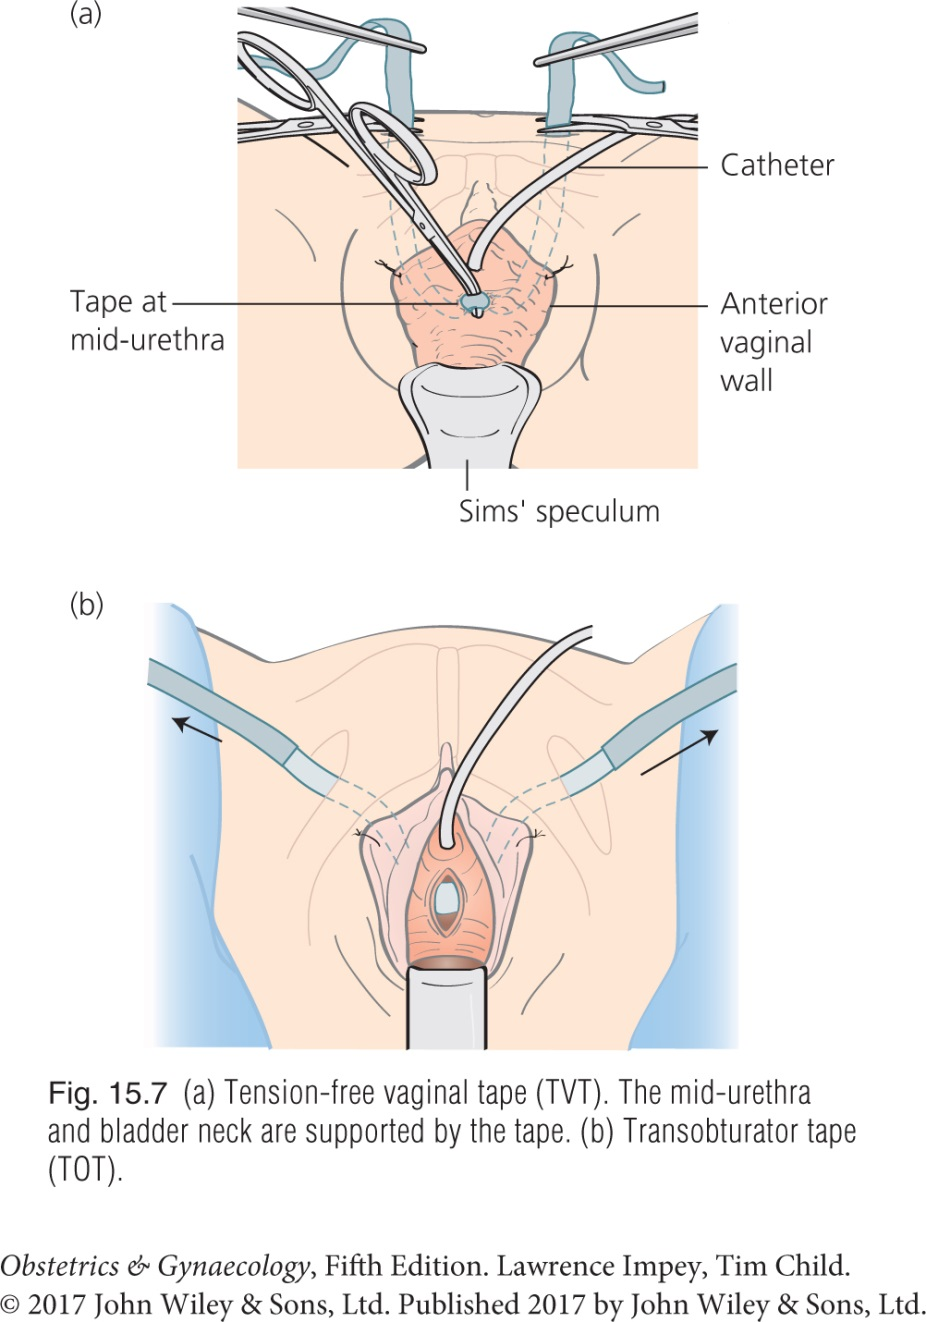 (a)
Catheter
Tape at
mid-urethra
Anterior
vaginal
wall
Sims' speculum
(b)
Fig. 15.7 (a) Tension-free vaginal tape (TVT). The mid-urethra
and bladder neck are supported by the tape. (b) Transobturator tape
(TOT).
Obstetrics & Gynaecology, Fifth Edition. Lawrence Impey, Tim Child.
© 2017 John Wiley & Sons, Ltd. Published 2017 by John Wiley & Sons, Ltd.